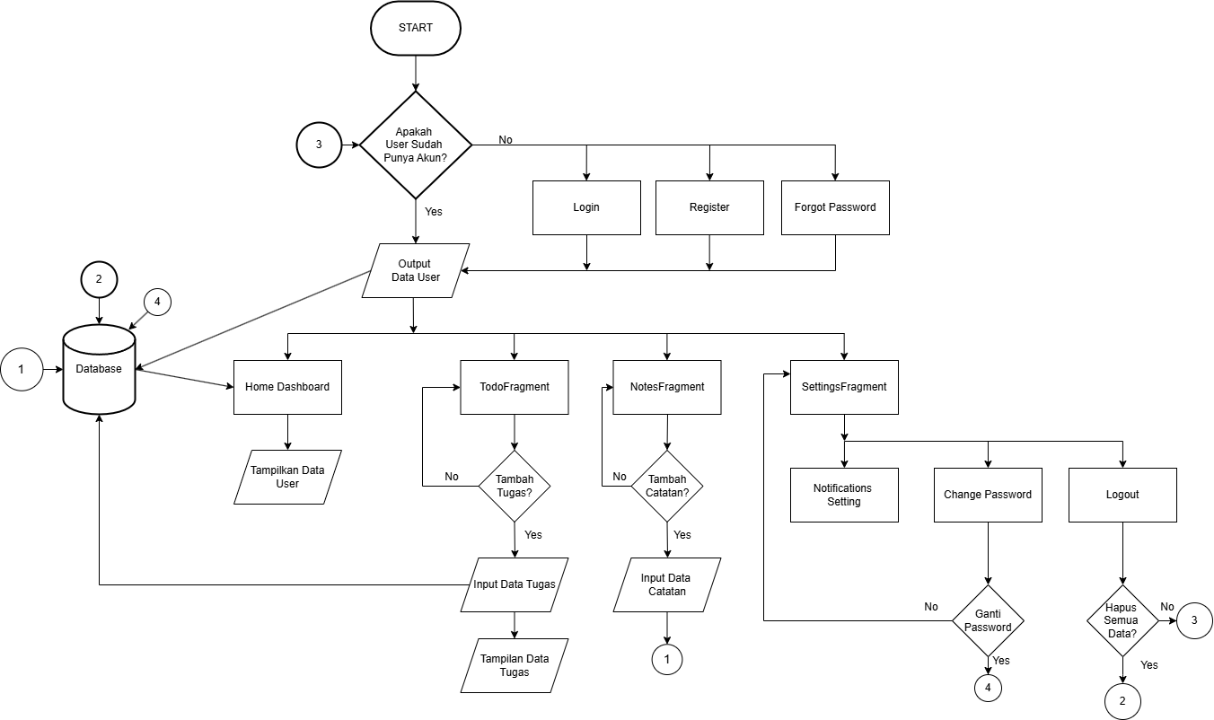 START
Apakah
User Sudah
Punya Akun?
3
No
Yes
Login
Register
Forgot Password
Output
Data User
2
4
1
Database
Home Dashboard
TodoFragment
NotesFragment
SettingsFragment
Tampilkan Data
User
No
Tambah
Tugas?
No
Tambah
Catatan?
Notifications
Setting
Change Password
Logout
Yes
Yes
Input Data Tugas
Input Data
Catatan
No
Ganti
Password
Hapus
Semua
Data?
No
3
Tampilan Data
Tugas
1
Yes
4
Yes
2